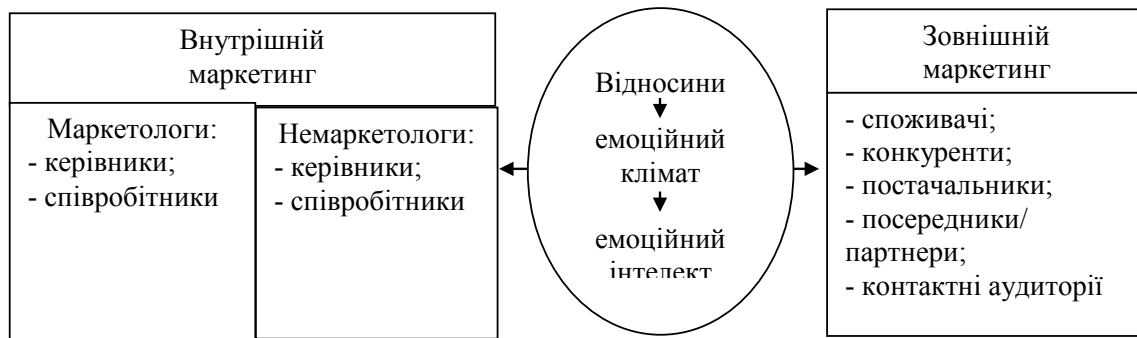 Внутрішній
маркетинг
Маркетологи:
- керівники;
- співробітники
Немаркетологи:
- керівники;
- співробітники
Відносини
емоційний
клімат
емоційний
інтелект
Зовнішній
маркетинг
- споживачі;
- конкуренти;
- постачальники;
- посередники/
партнери;
- контактні аудиторії